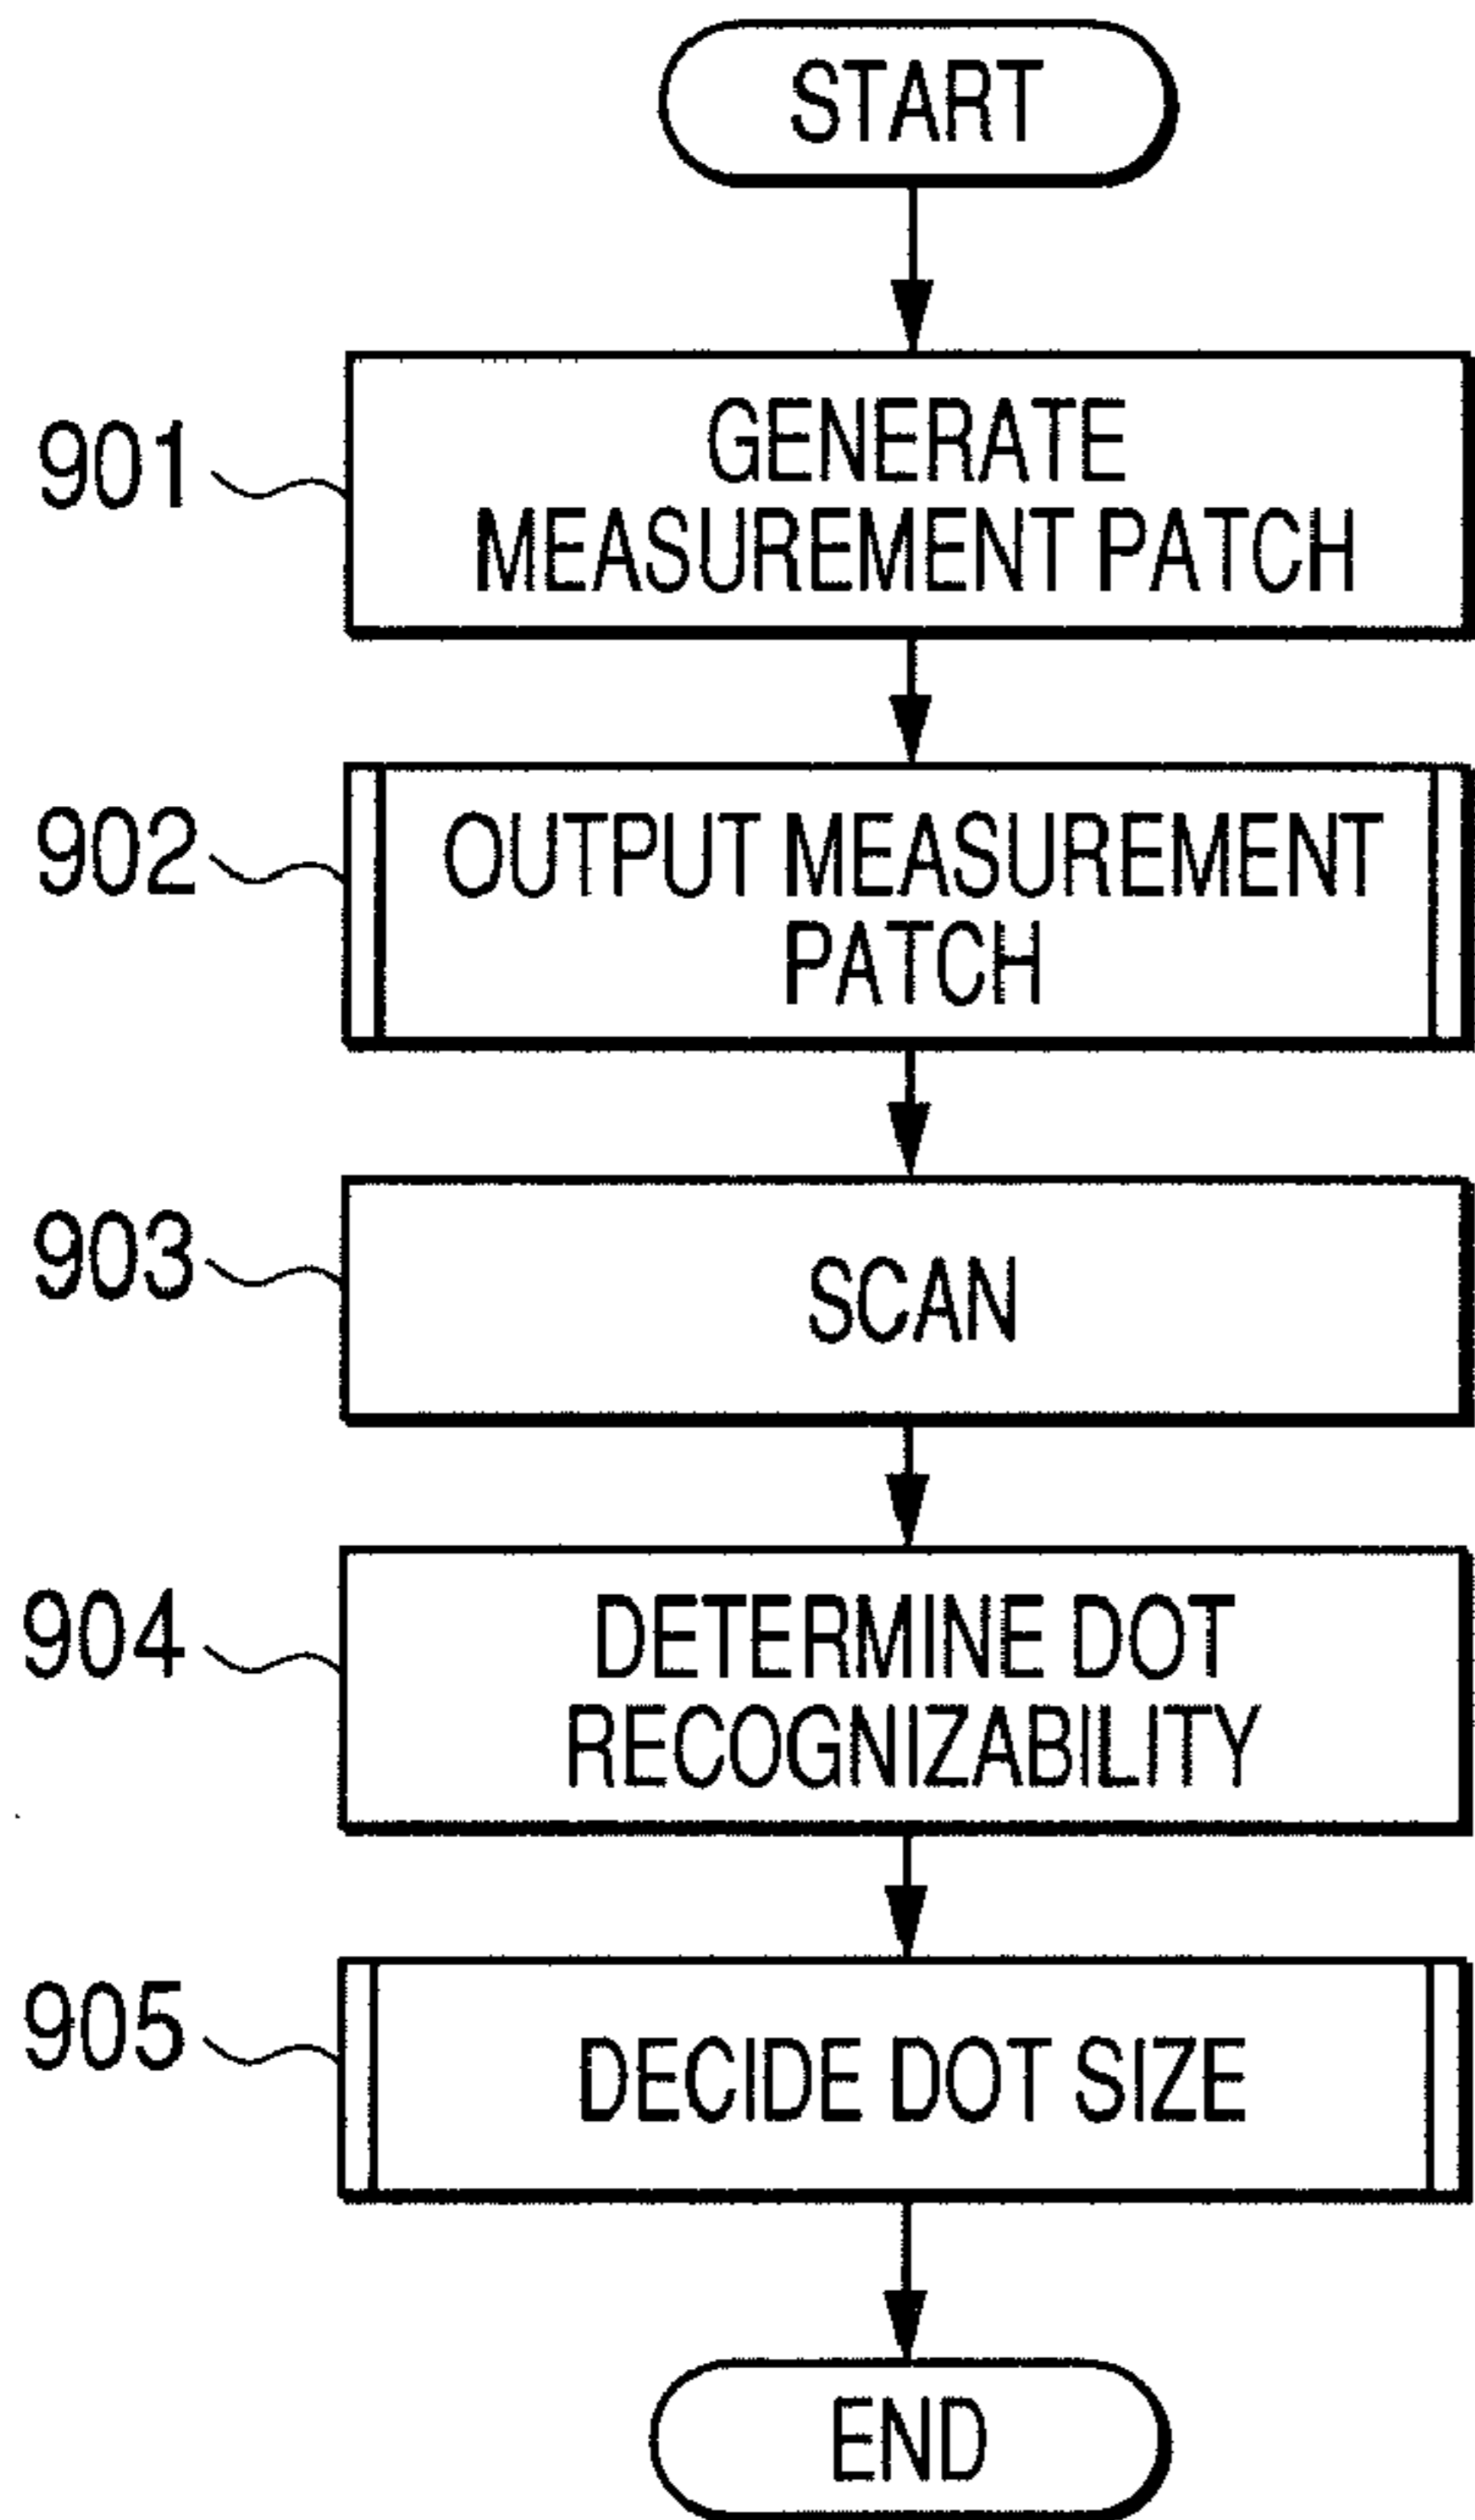 START
901
GENERATE
MEASUREMENT PATCH
902
OUTPUT MEASUREMENT
PATCH
903
SCAN
904
DETERMINE DOT
RECOGNIZABILITY
905
DECIDE DOT SIZE
END